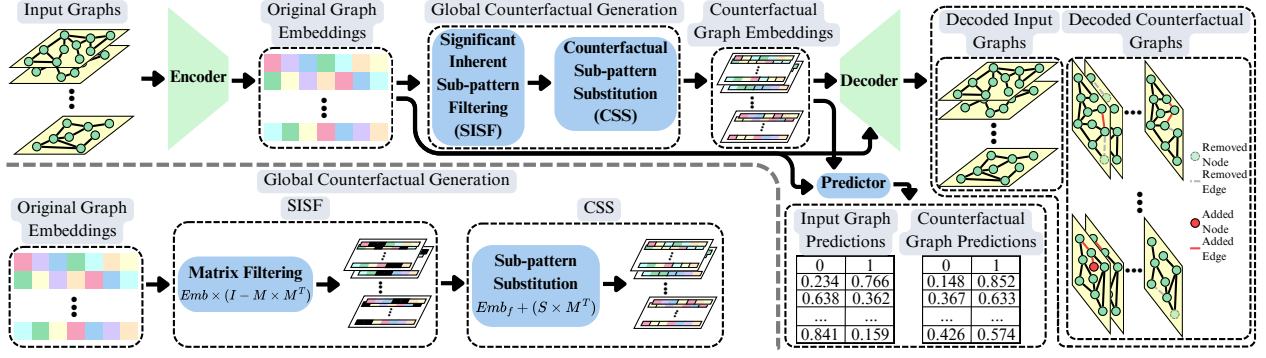 Input Graphs
Encoder
Original Graph
Embeddings
Global Counterfactual Generation
Significant
Inherent
Sub-pattern
Filtering
(SISF)
Counterfactual
Sub-pattern
Substitution
(CSS)
Counterfactual
Graph Embeddings
Decoder
Decoded Input
Graphs
Decoded Counterfactual
Graphs
Removed
Node
Removed
Edge
Added
Node
Added
Edge
Predictor
Input Graph
Predictions
0 1
0.234 0.766
0.638 0.362
... ...
0.841 0.159
Counterfactual
Graph Predictions
0 1
0.148 0.852
0.367 0.633
... ...
0.426 0.574
Global Counterfactual Generation
Original Graph
Embeddings
SISF
Matrix Filtering
Emb × (I − M × M^T)
CSS
Sub-pattern
Substitution
Emb_f + (S × M^T)